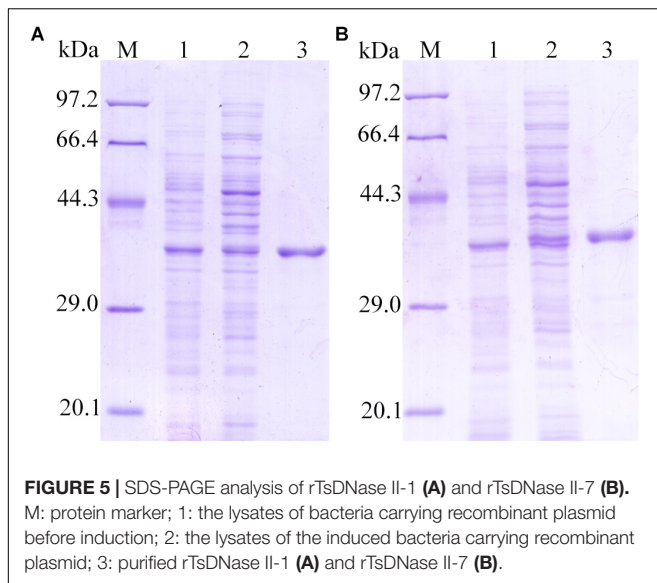 A B
kDa M 1 2 3 M 1 2 3
97.2 97.2
66.4 66.4
44.3 44.3
29.0 29.0
20.1 20.1
FIGURE 5 | SDS-PAGE analysis of rTsDNase II-1 (A) and rTsDNase II-7 (B).
M: protein marker; 1: the lysates of bacteria carrying recombinant plasmid
before induction; 2: the lysates of the induced bacteria carrying recombinant
plasmid; 3: purified rTsDNase II-1 (A) and rTsDNase II-7 (B).